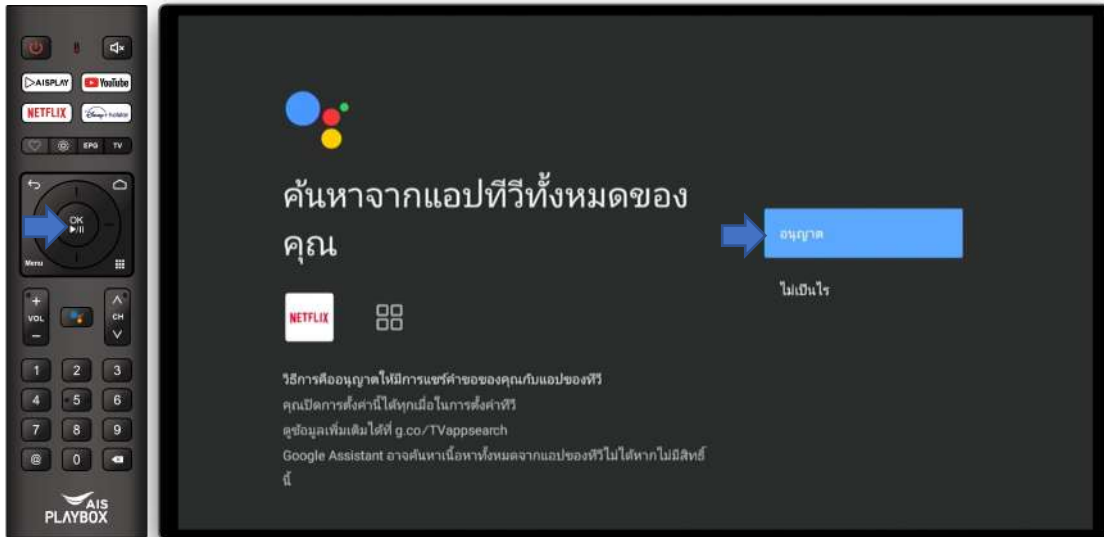 AISPLAY
YouTube
NETFLIX
Disney+ hotstar
EPG
TV
OK
Menu
+
VOL
−
CH
1
2
3
4
5
6
7
8
9
@
0
AIS
PLAYBOX
ค้นหาจากแอปทีวีทั้งหมดของ
คุณ
NETFLIX
วิธีการคืออนุญาตให้มีการแชร์คำขอของคุณกับแอปของทีวี
คุณปิดการตั้งค่านี้ได้ทุกเมื่อในการตั้งค่าทีวี
ดูข้อมูลเพิ่มเติมได้ที่ g.co/TVappsearch
Google Assistant อาจค้นหาเนื้อหาทั้งหมดจากแอปของทีวีไม่ได้หากไม่มีสิทธิ์
นี้
อนุญาต
ไม่เป็นไร